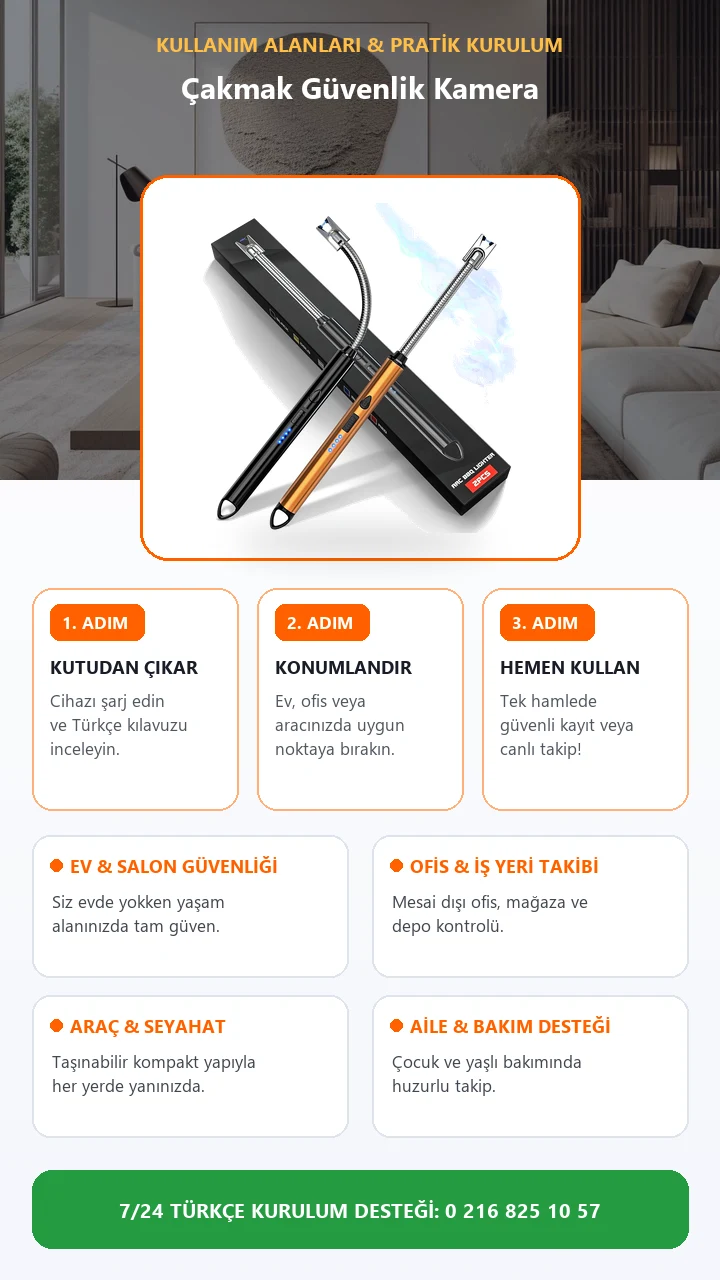 KULLANIM ALANLARI & PRATİK KURULUM
Çakmak Güvenlik Kamera
ARC BBQ LIGHTER
2PCS
1. ADIM
KUTUDAN ÇIKAR
Cihazı şarj edin
ve Türkçe kılavuzu
inceleyin.
2. ADIM
KONUMLANDIR
Ev, ofis veya
aracınızda uygun
noktaya bırakın.
3. ADIM
HEMEN KULLAN
Tek hamlede
güvenli kayıt veya
canlı takip!
EV & SALON GÜVENLİĞİ
Siz evde yokken yaşam
alanınızda tam güven.
OFİS & İŞ YERİ TAKİBİ
Mesai dışı ofis, mağaza ve
depo kontrolü.
ARAÇ & SEYAHAT
Taşınabilir kompakt yapıyla
her yerde yanınızda.
AİLE & BAKIM DESTEĞİ
Çocuk ve yaşlı bakımında
huzurlu takip.
7/24 TÜRKÇE KURULUM DESTEĞİ: 0 216 825 10 57